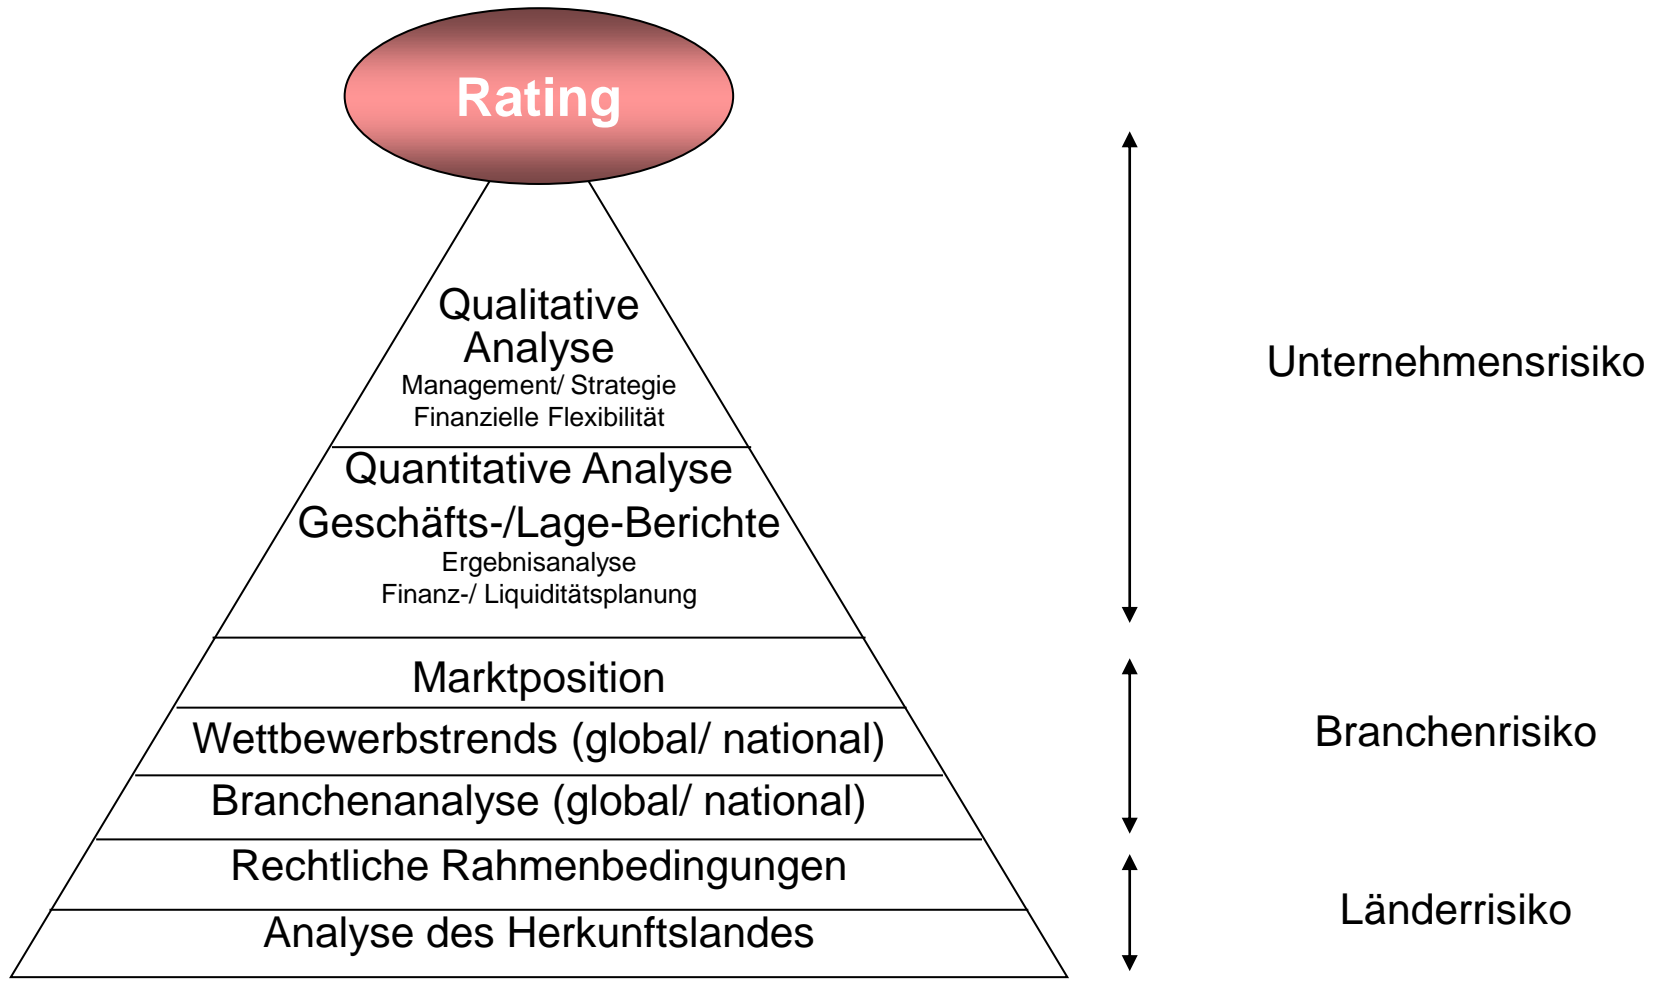 Rating
Qualitative
Analyse
Management/ Strategie
Finanzielle Flexibilität
Unternehmensrisiko
Quantitative Analyse
Geschäfts-/Lage-Berichte
Ergebnisanalyse
Finanz-/ Liquiditätsplanung
Marktposition
Wettbewerbstrends (global/ national)
Branchenanalyse (global/ national)
Branchenrisiko
Rechtliche Rahmenbedingungen
Analyse des Herkunftslandes
Länderrisiko